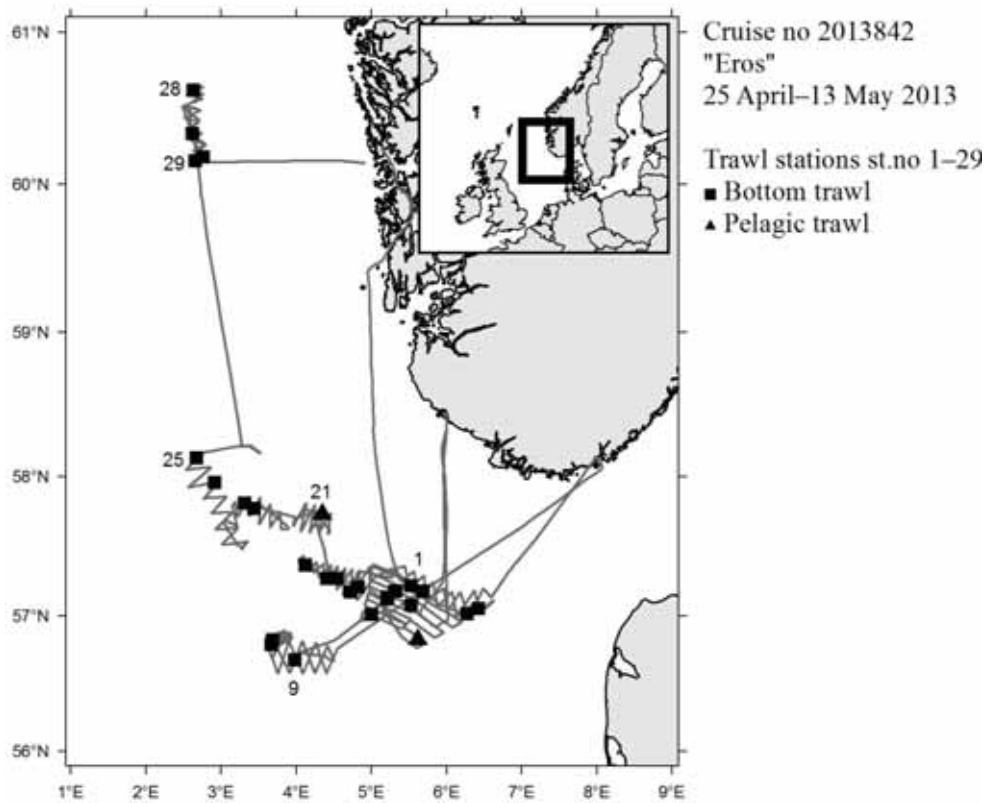 Cruise no 2013842
"Eros"
25 April–13 May 2013
Trawl stations st.no 1–29
Bottom trawl
Pelagic trawl
61°N
60°N
59°N
58°N
57°N
56°N
28
29
25
21
1
9
1°E 2°E 3°E 4°E 5°E 6°E 7°E 8°E 9°E